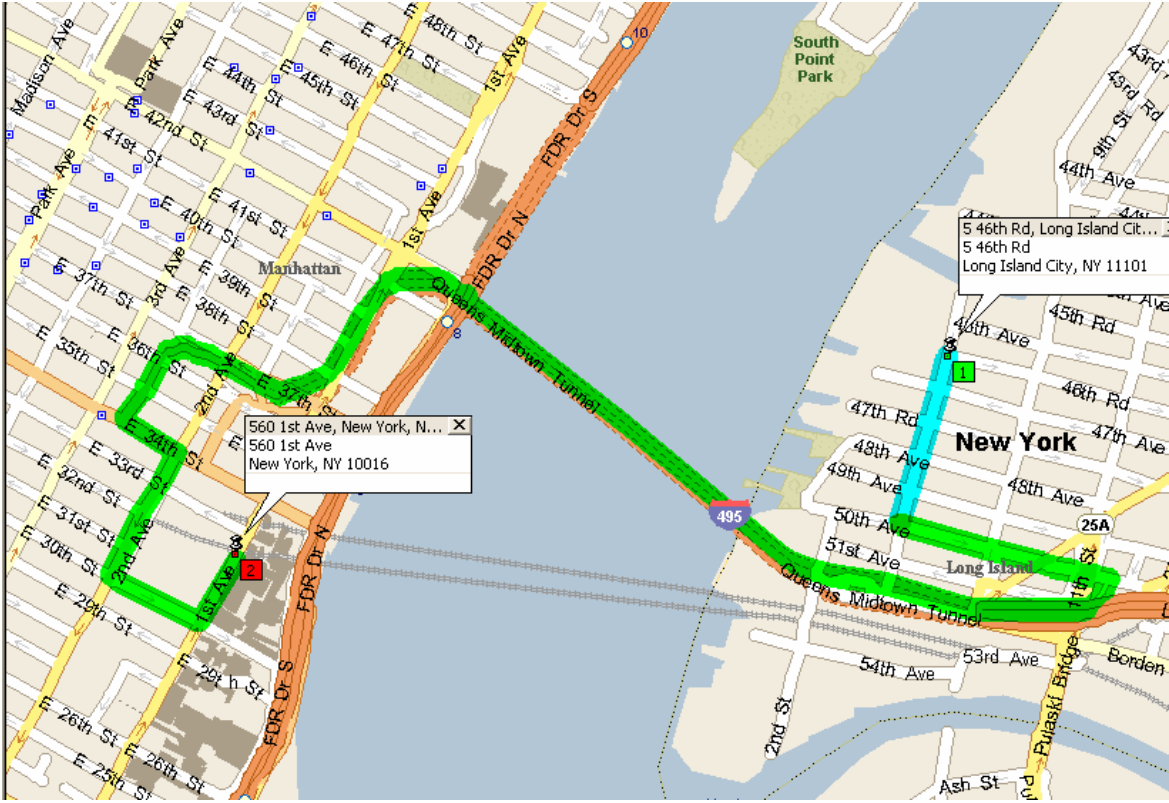 Madison Ave
Park Ave
E 48th St
E 47th St
E 46th St
E 45th St
E 44th St
E 43rd St
E 42nd St
E 41st St
1st Ave
10
FDR Dr S
South
Point
Park
43rd Ave
43rd Rd
9th St
44th Ave
Park Ave
E 40th St
E 41st St
1st Ave
FDR Dr N
5 46th Rd, Long Island Cit...
5 46th Rd
Long Island City, NY 11101
E 37th St
3rd Ave
E 38th St
E 39th St
Manhattan
Queens Midtown Tunnel
8
45th Rd
46th Ave
E 35th St
E 36th St
2nd Ave
E 37th St
1
46th Rd
47th Rd
47th Ave
New York
48th Ave
48th Ave
49th Ave
E 34th St
E 33rd St
E 32nd St
E 31st St
E 30th St
560 1st Ave, New York, N...
560 1st Ave
New York, NY 10016
495
50th Ave
51st Ave
25A
Long Island
11th St
Queens Midtown Tunnel
2nd Ave
2
1st Ave
FDR Dr N
E 29th St
E 29th St
53rd Ave
54th Ave
Borden
Pulaski Bridge
2nd St
FDR Dr S
E 26th St
E 26th St
E 25th St
Ash St